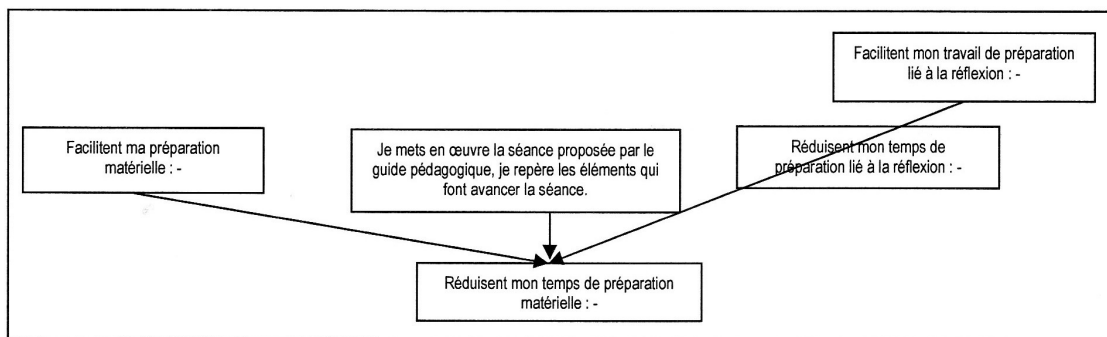 Facilitent mon travail de préparation
lié à la réflexion : -
Facilitent ma préparation
matérielle : -
Je mets en œuvre la séance proposée par le
guide pédagogique, je repère les éléments qui
font avancer la séance.
Réduisent mon temps de
préparation lié à la réflexion : -
Réduisent mon temps de préparation
matérielle : -